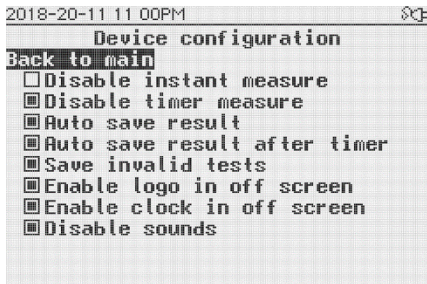 2018-20-11 11 00PM
Device configuration
Back to main
Disable instant measure
Disable timer measure
Auto save result
Auto save result after timer
Save invalid tests
Enable logo in off screen
Enable clock in off screen
Disable sounds